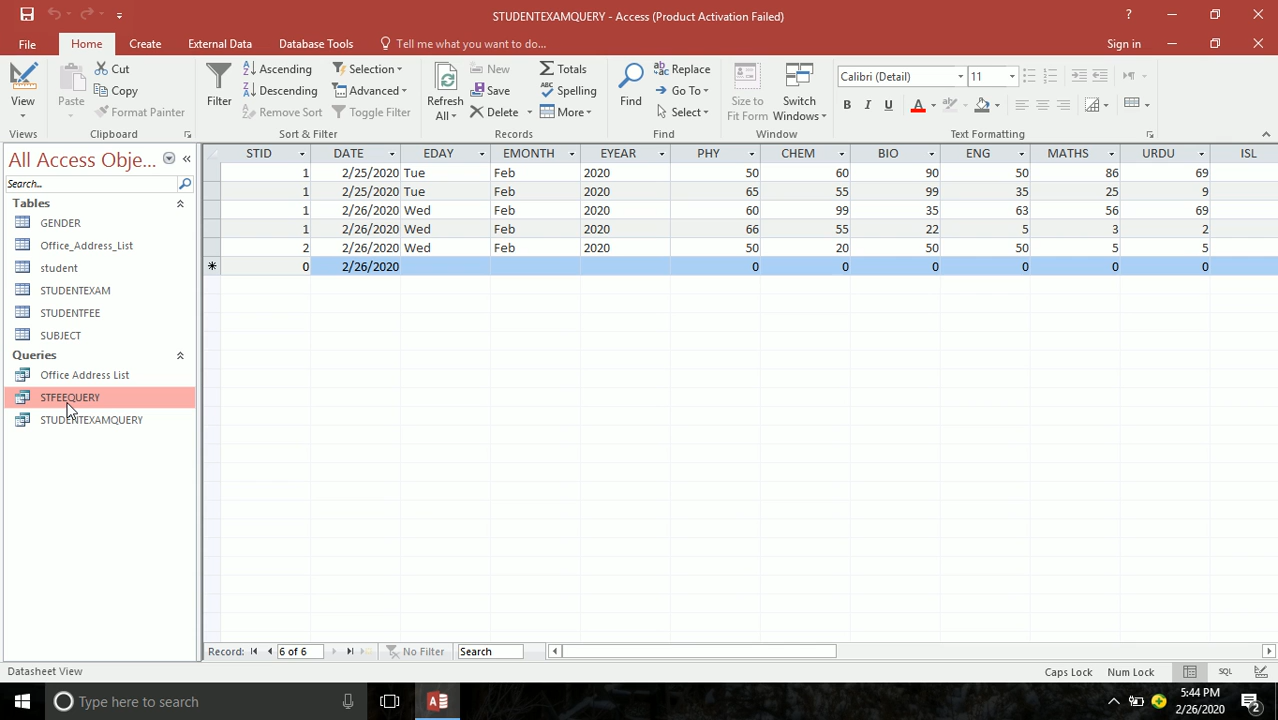 STUDENTEXAMQUERY - Access (Product Activation Failed)
?
File Home Create External Data Database Tools Tell me what you want to do... Sign in
View
Views
Paste
Cut
Copy
Format Painter
Clipboard
Filter
Ascending
Descending
Remove Sort
Selection
Advanced
Toggle Filter
Sort & Filter
Refresh All
New
Save
Delete
Totals
Spelling
More
Records
Find
Replace
Go To
Select
Find
Size to Fit Form
Switch Windows
Window
Calibri (Detail) 11
B I U A
Text Formatting
All Access Obje...
Search...
Tables
GENDER
Office_Address_List
student
STUDENTEXAM
STUDENTFEE
SUBJECT
Queries
Office Address List
STFEEQUERY
STUDENTEXAMQUERY
STID DATE EDAY EMONTH EYEAR PHY CHEM BIO ENG MATHS URDU ISL
1 2/25/2020 Tue Feb 2020 50 60 90 50 86 69
1 2/25/2020 Tue Feb 2020 65 55 99 35 25 9
1 2/26/2020 Wed Feb 2020 60 99 35 63 56 69
1 2/26/2020 Wed Feb 2020 66 55 22 5 3 2
2 2/26/2020 Wed Feb 2020 50 20 50 50 5 5
0 2/26/2020 0 0 0 0 0 0
Record: 6 of 6 No Filter Search
Datasheet View Caps Lock Num Lock SQL
Type here to search
5:44 PM
2/26/2020
2